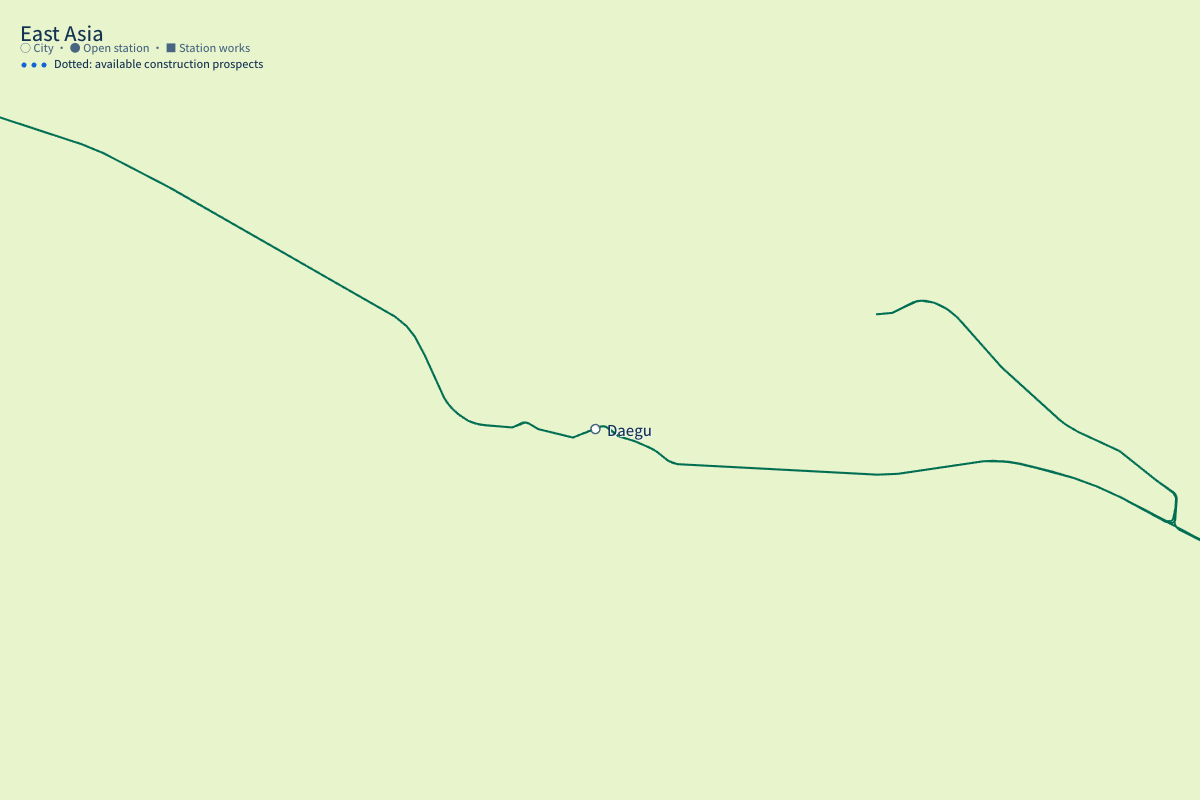 East Asia
City • Open station • Station works
Dotted: available construction prospects
Daegu